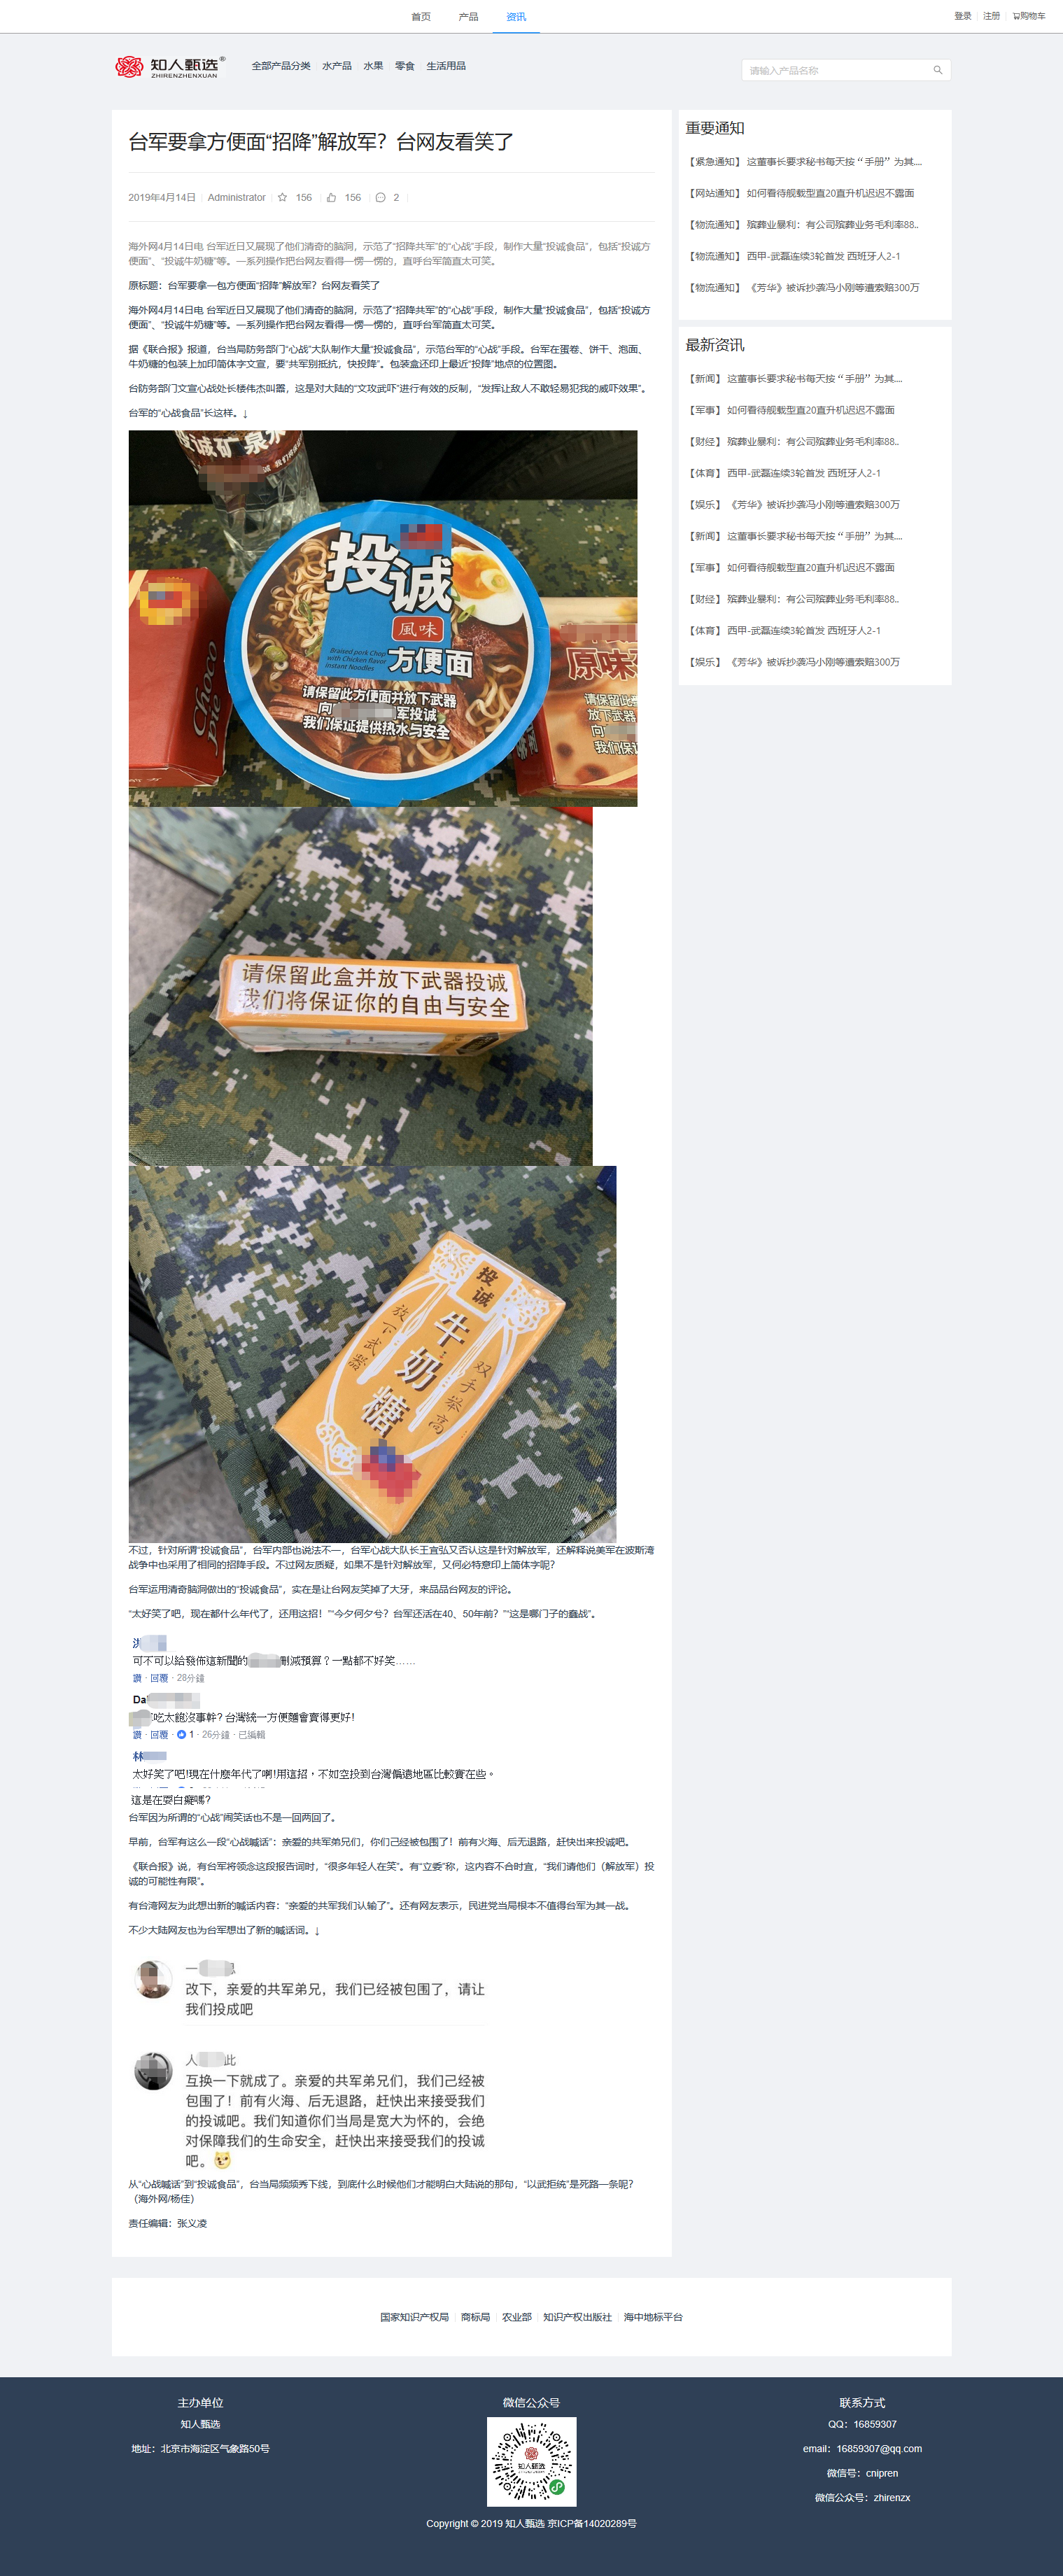 首页 产品 资讯
登录 注册 购物车
知人甄选®
ZHIRENZHENXUAN
全部产品分类 水产品 水果 零食 生活用品
请输入产品名称
台军要拿方便面“招降”解放军？台网友看笑了
2019年4月14日 Administrator 156 156 2
海外网4月14日电 台军近日又展现了他们清奇的脑洞，示范了“招降共军”的“心战”手段，制作大量“投诚食品”，包括“投诚方
便面”、“投诚牛奶糖”等。一系列操作把台网友看得一愣一愣的，直呼台军简直太可笑。
原标题：台军要拿一包方便面“招降”解放军？台网友看笑了
海外网4月14日电 台军近日又展现了他们清奇的脑洞，示范了“招降共军”的“心战”手段，制作大量“投诚食品”，包括“投诚方
便面”、“投诚牛奶糖”等。一系列操作把台网友看得一愣一愣的，直呼台军简直太可笑。
据《联合报》报道，台当局防务部门“心战”大队制作大量“投诚食品”，示范台军的“心战”手段。台军在蛋卷、饼干、泡面、
牛奶糖的包装上加印简体字文宣，要“共军别抵抗，快投降”。包装盒还印上最近“投降”地点的位置图。
台防务部门文宣心战处长楼伟杰叫嚣，这是对大陆的“文攻武吓”进行有效的反制，“发挥让敌人不敢轻易犯我的威吓效果”。
台军的“心战食品”长这样。↓
投诚矿泉水
投诚
風味
Braised pork Chop
with Chicken flavor
instant Noodles
方便面
请保留此方便面并放下武器
向 军投诚
我们保证提供热水与安全
Choco
pie
原味
请保留此
放下武器
向
我们保
请保留此盒并放下武器投诚
我们将保证你的自由与安全
投诚
牛奶糖
放下武器
双手举高
不过，针对所谓“投诚食品”，台军内部也说法不一，台军心战大队长王宜弘又否认这是针对解放军，还解释说美军在波斯湾
战争中也采用了相同的招降手段。不过网友质疑，如果不是针对解放军，又何必特意印上简体字呢？
台军运用清奇脑洞做出的“投诚食品”，实在是让台网友笑掉了大牙，来品品台网友的评论。
“太好笑了吧，现在都什么年代了，还用这招！”“今夕何夕兮？台军还活在40、50年前？”“这是哪门子的蠢战”。
洪
可不可以給發佈這新聞的 刪減預算？一點都不好笑……
讚 · 回覆 · 28分鐘
Da
吃太飽沒事幹? 台灣統一方便麵會賣得更好!
讚 · 回覆 · 1 · 26分鐘 · 已編輯
林
太好笑了吧!現在什麼年代了喇!用這招，不如空投到台灣偏遠地區比較實在些。
這是在耍白癡嗎?
台军因为所谓的“心战”闹笑话也不是一回两回了。
早前，台军有这么一段“心战喊话”：亲爱的共军弟兄们，你们已经被包围了！前有火海、后无退路，赶快出来投诚吧。
《联合报》说，有台军将领念这段报告词时，“很多年轻人在笑”。有“立委”称，这内容不合时宜，“我们请他们（解放军）投
诚的可能性有限”。
有台湾网友为此想出新的喊话内容：“亲爱的共军我们认输了”。还有网友表示，民进党当局根本不值得台军为其一战。
不少大陆网友也为台军想出了新的喊话词。↓
一
改下，亲爱的共军弟兄，我们已经被包围了，请让
我们投成吧
人 此
互换一下就成了。亲爱的共军弟兄们，我们已经被
包围了！前有火海、后无退路，赶快出来接受我们
的投诚吧。我们知道你们当局是宽大为怀的，会绝
对保障我们的生命安全，赶快出来接受我们的投诚
吧。
从“心战喊话”到“投诚食品”，台当局频频秀下线，到底什么时候他们才能明白大陆说的那句，“以武拒统”是死路一条呢？
（海外网/杨佳）
责任编辑：张义凌
重要通知
【紧急通知】 这董事长要求秘书每天按“手册”为其....
【网站通知】 如何看待舰载型直20直升机迟迟不露面
【物流通知】 殡葬业暴利：有公司殡葬业务毛利率88..
【物流通知】 西甲-武磊连续3轮首发 西班牙人2-1
【物流通知】 《芳华》被诉抄袭冯小刚等遭索赔300万
最新资讯
【新闻】 这董事长要求秘书每天按“手册”为其....
【军事】 如何看待舰载型直20直升机迟迟不露面
【财经】 殡葬业暴利：有公司殡葬业务毛利率88..
【体育】 西甲-武磊连续3轮首发 西班牙人2-1
【娱乐】 《芳华》被诉抄袭冯小刚等遭索赔300万
【新闻】 这董事长要求秘书每天按“手册”为其....
【军事】 如何看待舰载型直20直升机迟迟不露面
【财经】 殡葬业暴利：有公司殡葬业务毛利率88..
【体育】 西甲-武磊连续3轮首发 西班牙人2-1
【娱乐】 《芳华》被诉抄袭冯小刚等遭索赔300万
国家知识产权局 商标局 农业部 知识产权出版社 海中地标平台
主办单位
知人甄选
地址：北京市海淀区气象路50号
微信公众号
知人甄选
联系方式
QQ：16859307
email：16859307@qq.com
微信号：cnipren
微信公众号：zhirenzx
Copyright © 2019 知人甄选 京ICP备14020289号